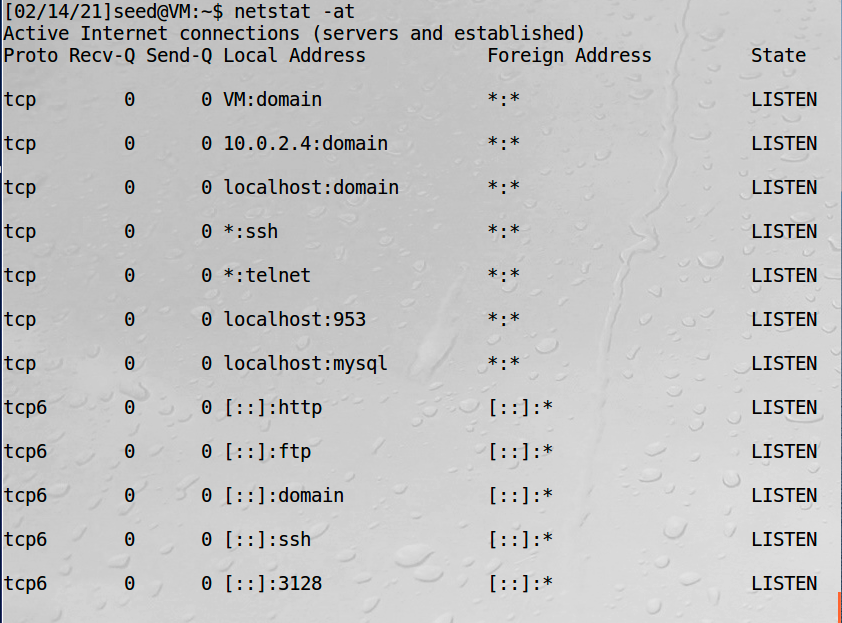 [02/14/21]seed@VM:~$ netstat -at
Active Internet connections (servers and established)
Proto Recv-Q Send-Q Local Address           Foreign Address         State
tcp        0      0 VM:domain               *:*                     LISTEN
tcp        0      0 10.0.2.4:domain         *:*                     LISTEN
tcp        0      0 localhost:domain        *:*                     LISTEN
tcp        0      0 *:ssh                   *:*                     LISTEN
tcp        0      0 *:telnet                *:*                     LISTEN
tcp        0      0 localhost:953           *:*                     LISTEN
tcp        0      0 localhost:mysql         *:*                     LISTEN
tcp6       0      0 [::]:http               [::]:*                  LISTEN
tcp6       0      0 [::]:ftp                [::]:*                  LISTEN
tcp6       0      0 [::]:domain             [::]:*                  LISTEN
tcp6       0      0 [::]:ssh                [::]:*                  LISTEN
tcp6       0      0 [::]:3128               [::]:*                  LISTEN